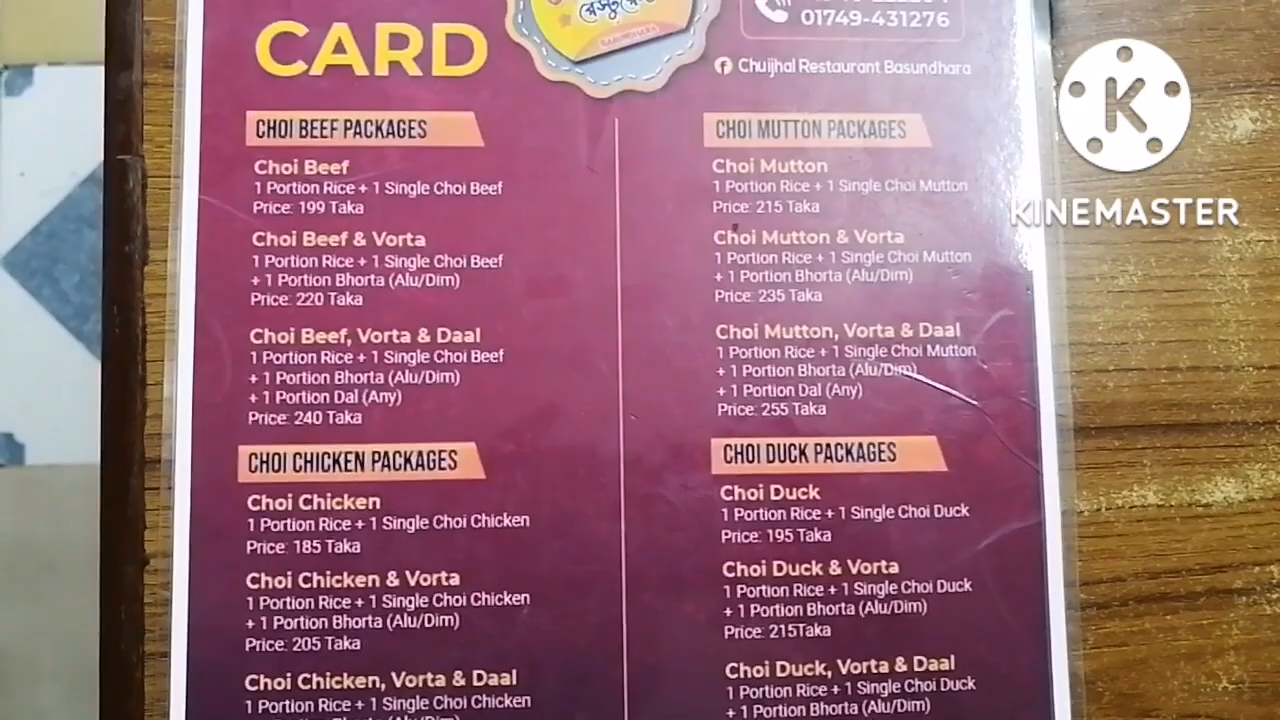 CARD
01749-431276
Chuijhal Restaurant Basundhara
CHOI BEEF PACKAGES
Choi Beef
1 Portion Rice + 1 Single Choi Beef
Price: 199 Taka
Choi Beef & Vorta
1 Portion Rice + 1 Single Choi Beef
+ 1 Portion Bhorta (Alu/Dim)
Price: 220 Taka
Choi Beef, Vorta & Daal
1 Portion Rice + 1 Single Choi Beef
+ 1 Portion Bhorta (Alu/Dim)
+ 1 Portion Dal (Any)
Price: 240 Taka
CHOI CHICKEN PACKAGES
Choi Chicken
1 Portion Rice + 1 Single Choi Chicken
Price: 185 Taka
Choi Chicken & Vorta
1 Portion Rice + 1 Single Choi Chicken
+ 1 Portion Bhorta (Alu/Dim)
Price: 205 Taka
Choi Chicken, Vorta & Daal
1 Portion Rice + 1 Single Choi Chicken
CHOI MUTTON PACKAGES
Choi Mutton
1 Portion Rice + 1 Single Choi Mutton
Price: 215 Taka
Choi Mutton & Vorta
1 Portion Rice + 1 Single Choi Mutton
+ 1 Portion Bhorta (Alu/Dim)
Price: 235 Taka
Choi Mutton, Vorta & Daal
1 Portion Rice + 1 Single Choi Mutton
+ 1 Portion Bhorta (Alu/Dim)
+ 1 Portion Dal (Any)
Price: 255 Taka
CHOI DUCK PACKAGES
Choi Duck
1 Portion Rice + 1 Single Choi Duck
Price: 195 Taka
Choi Duck & Vorta
1 Portion Rice + 1 Single Choi Duck
+ 1 Portion Bhorta (Alu/Dim)
Price: 215Taka
Choi Duck, Vorta & Daal
1 Portion Rice + 1 Single Choi Duck
+ 1 Portion Bhorta (Alu/Dim)
K
KINEMASTER